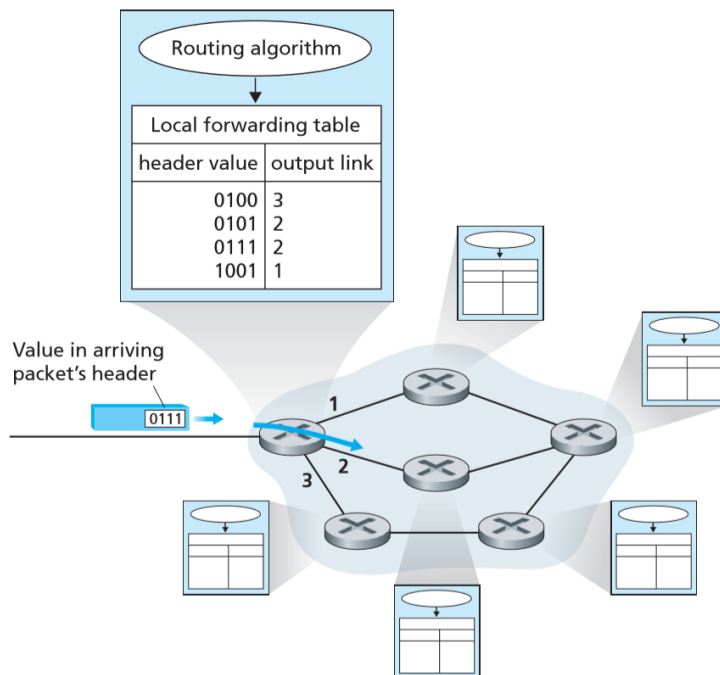 Routing algorithm
Local forwarding table
header value output link
0100 3
0101 2
0111 2
1001 1
Value in arriving
packet's header
0111
1
2
3